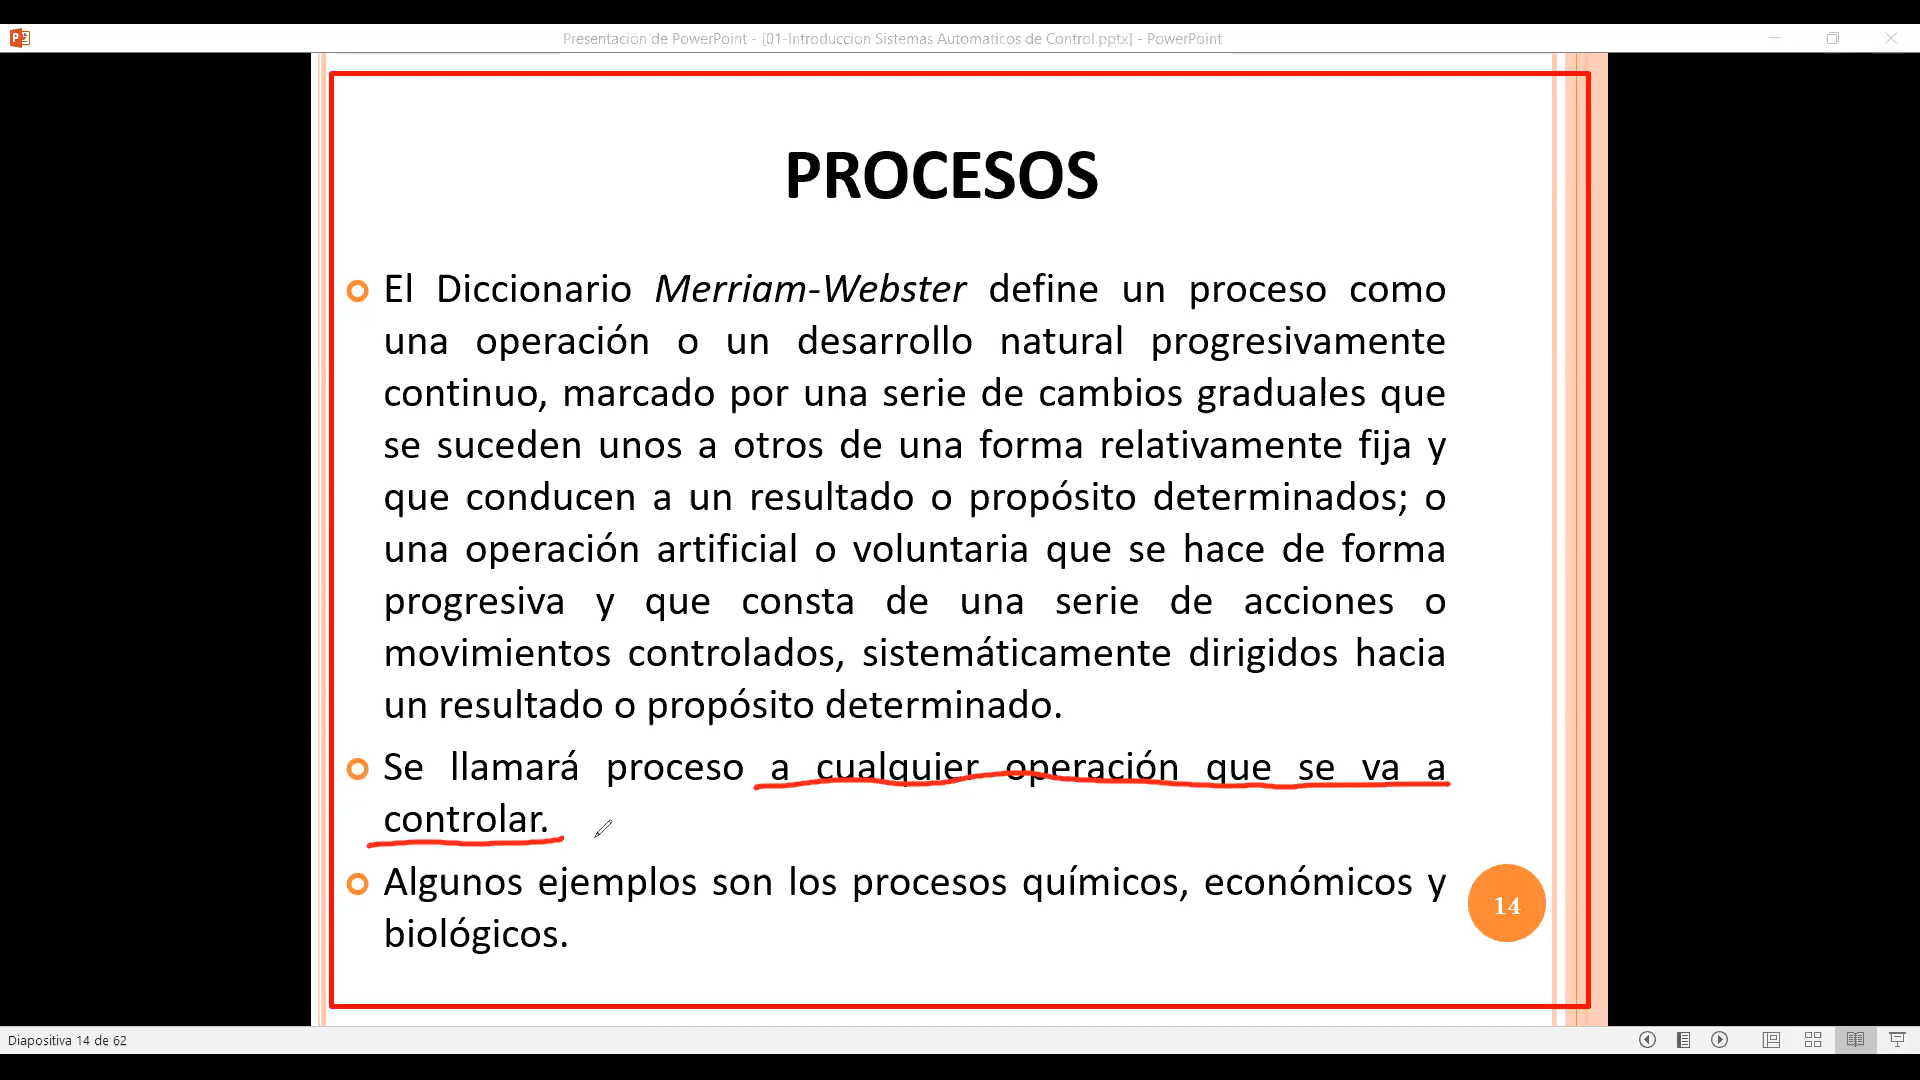 Presentación de PowerPoint - [01-Introduccion Sistemas Automaticos de Control.pptx] - PowerPoint
PROCESOS
El Diccionario Merriam-Webster define un proceso como
una operación o un desarrollo natural progresivamente
continuo, marcado por una serie de cambios graduales que
se suceden unos a otros de una forma relativamente fija y
que conducen a un resultado o propósito determinados; o
una operación artificial o voluntaria que se hace de forma
progresiva y que consta de una serie de acciones o
movimientos controlados, sistemáticamente dirigidos hacia
un resultado o propósito determinado.
Se llamará proceso a cualquier operación que se va a
controlar.
Algunos ejemplos son los procesos químicos, económicos y
biológicos.
14
Diapositiva 14 de 62